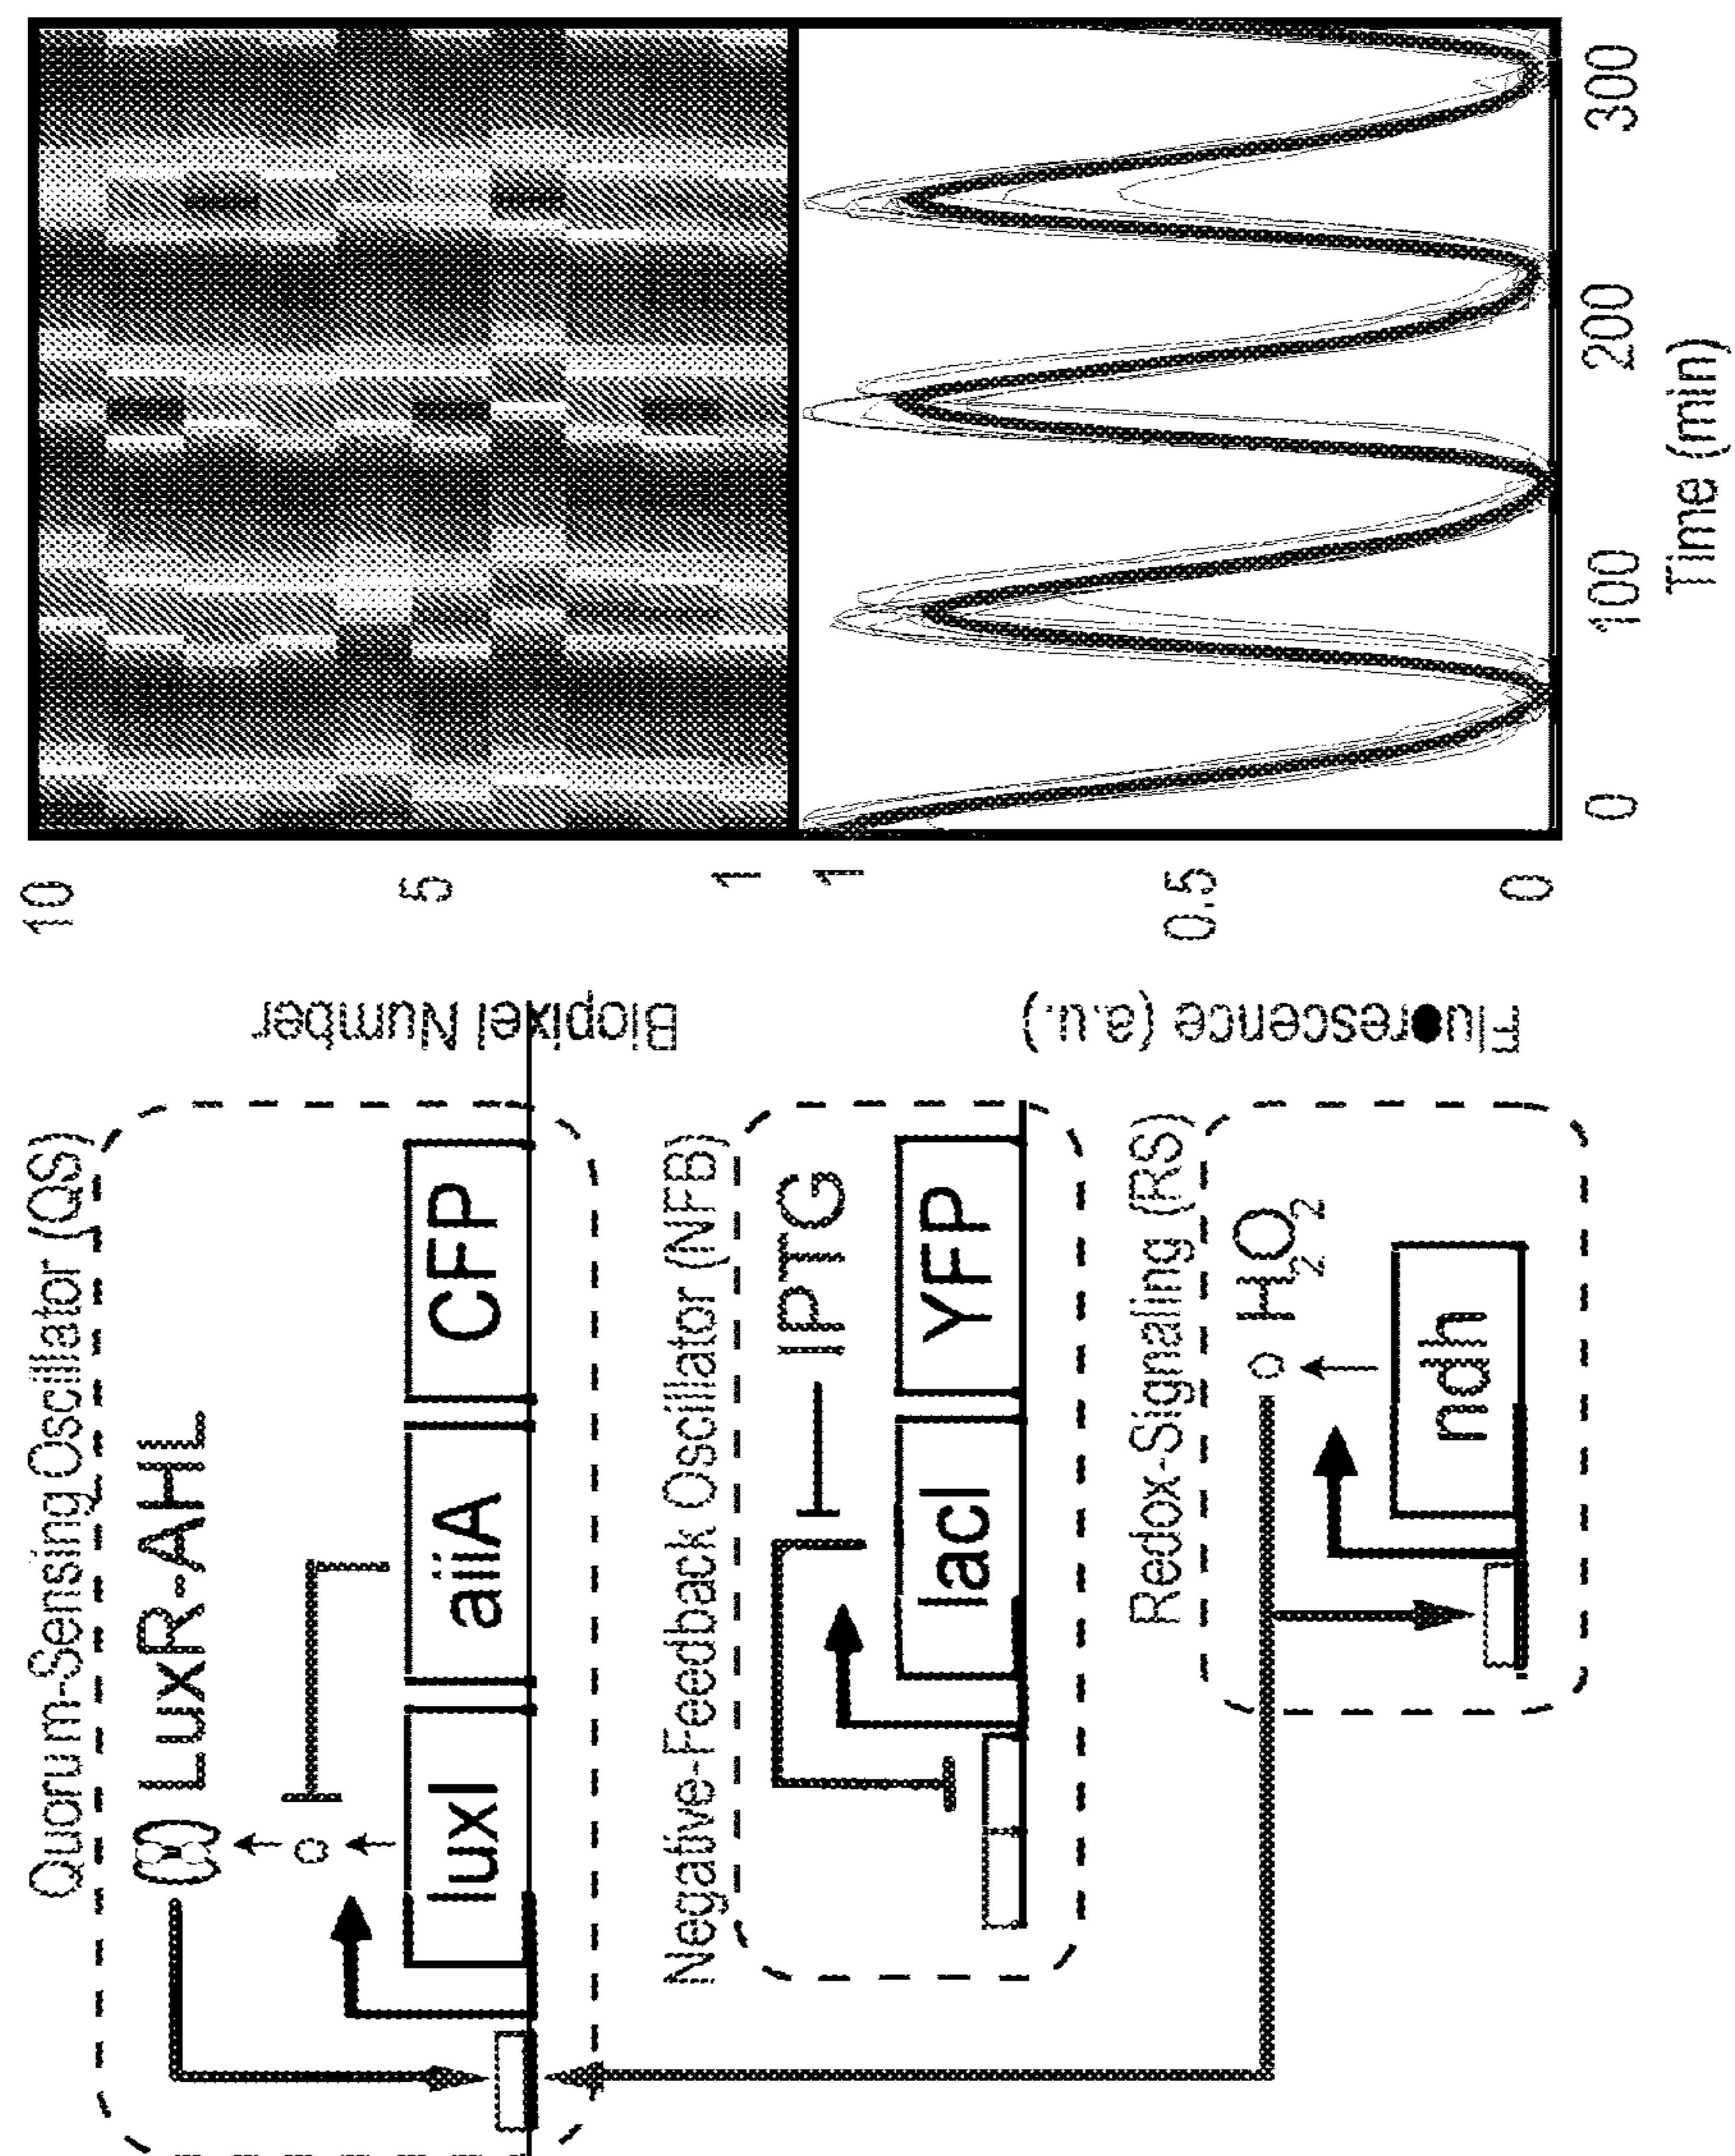 Quorum-Sensing Oscillator (QS)
LuxR-AHL
luxI
aiiA
CFP
Negative-Feedback Oscillator (NFB)
IPTG
lacI
YFP
Redox-Signaling (RS)
H2O2
ndh
Biopixel Number
10
5
1
Fluorescence (a.u.)
1
0.5
0
0
100
200
300
Time (min)